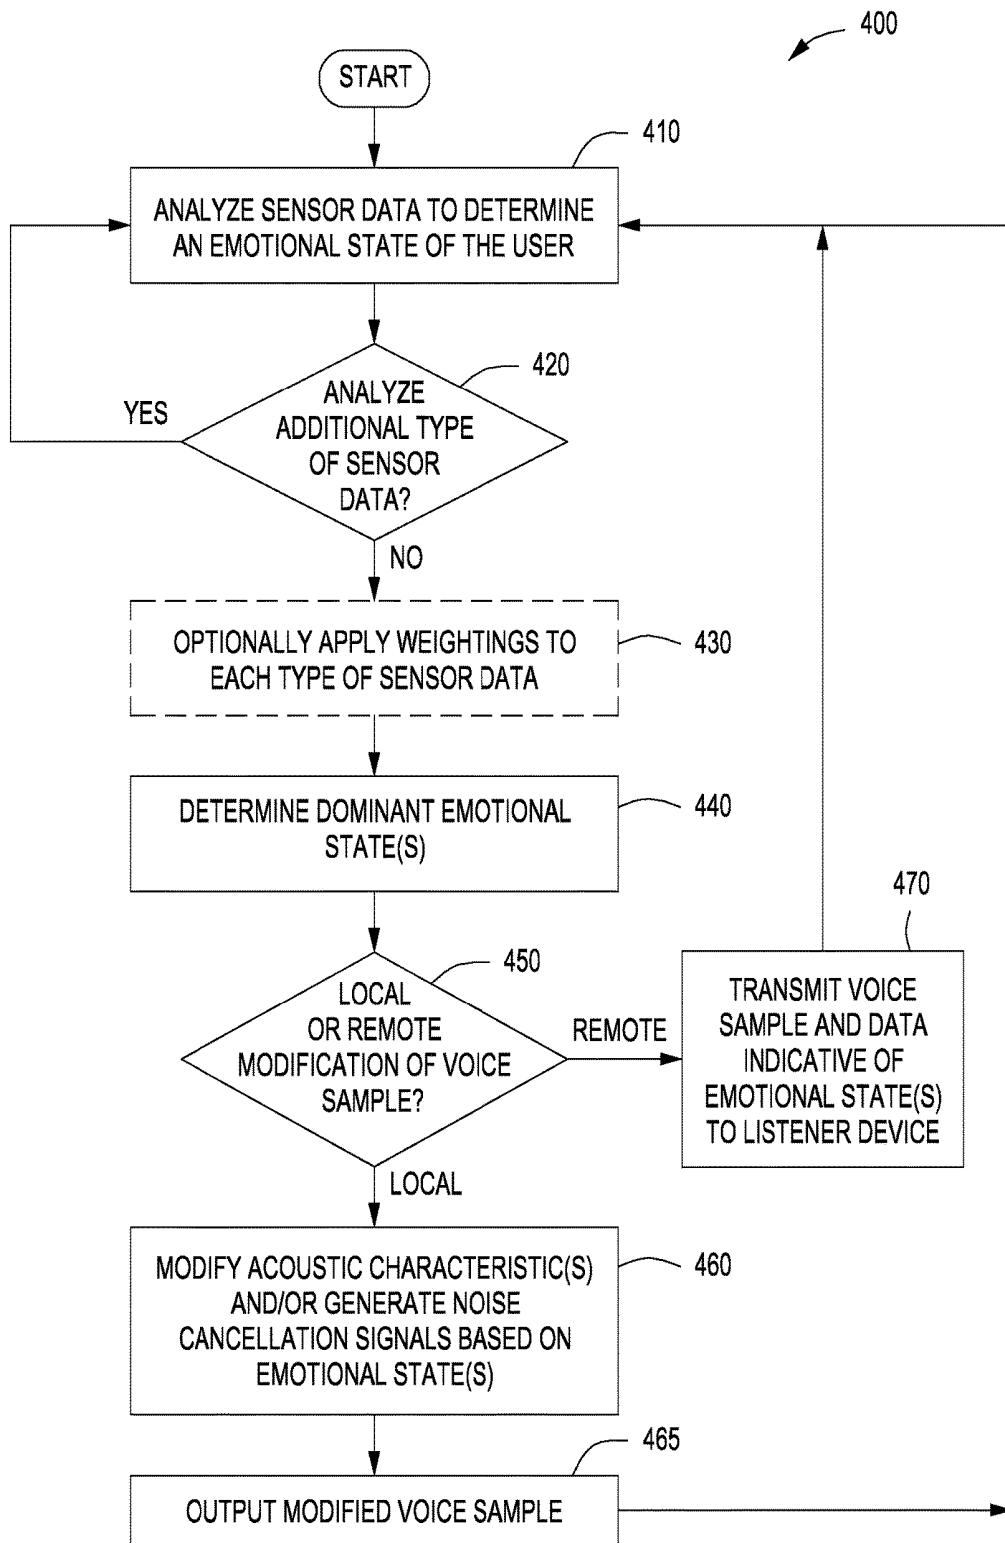 400
START
410
ANALYZE SENSOR DATA TO DETERMINE
AN EMOTIONAL STATE OF THE USER
420
ANALYZE
ADDITIONAL TYPE
OF SENSOR
DATA?
YES
NO
OPTIONALLY APPLY WEIGHTINGS TO
EACH TYPE OF SENSOR DATA
430
DETERMINE DOMINANT EMOTIONAL
STATE(S)
440
450
LOCAL
OR REMOTE
MODIFICATION OF VOICE
SAMPLE?
REMOTE
470
TRANSMIT VOICE
SAMPLE AND DATA
INDICATIVE OF
EMOTIONAL STATE(S)
TO LISTENER DEVICE
LOCAL
MODIFY ACOUSTIC CHARACTERISTIC(S)
AND/OR GENERATE NOISE
CANCELLATION SIGNALS BASED ON
EMOTIONAL STATE(S)
460
465
OUTPUT MODIFIED VOICE SAMPLE